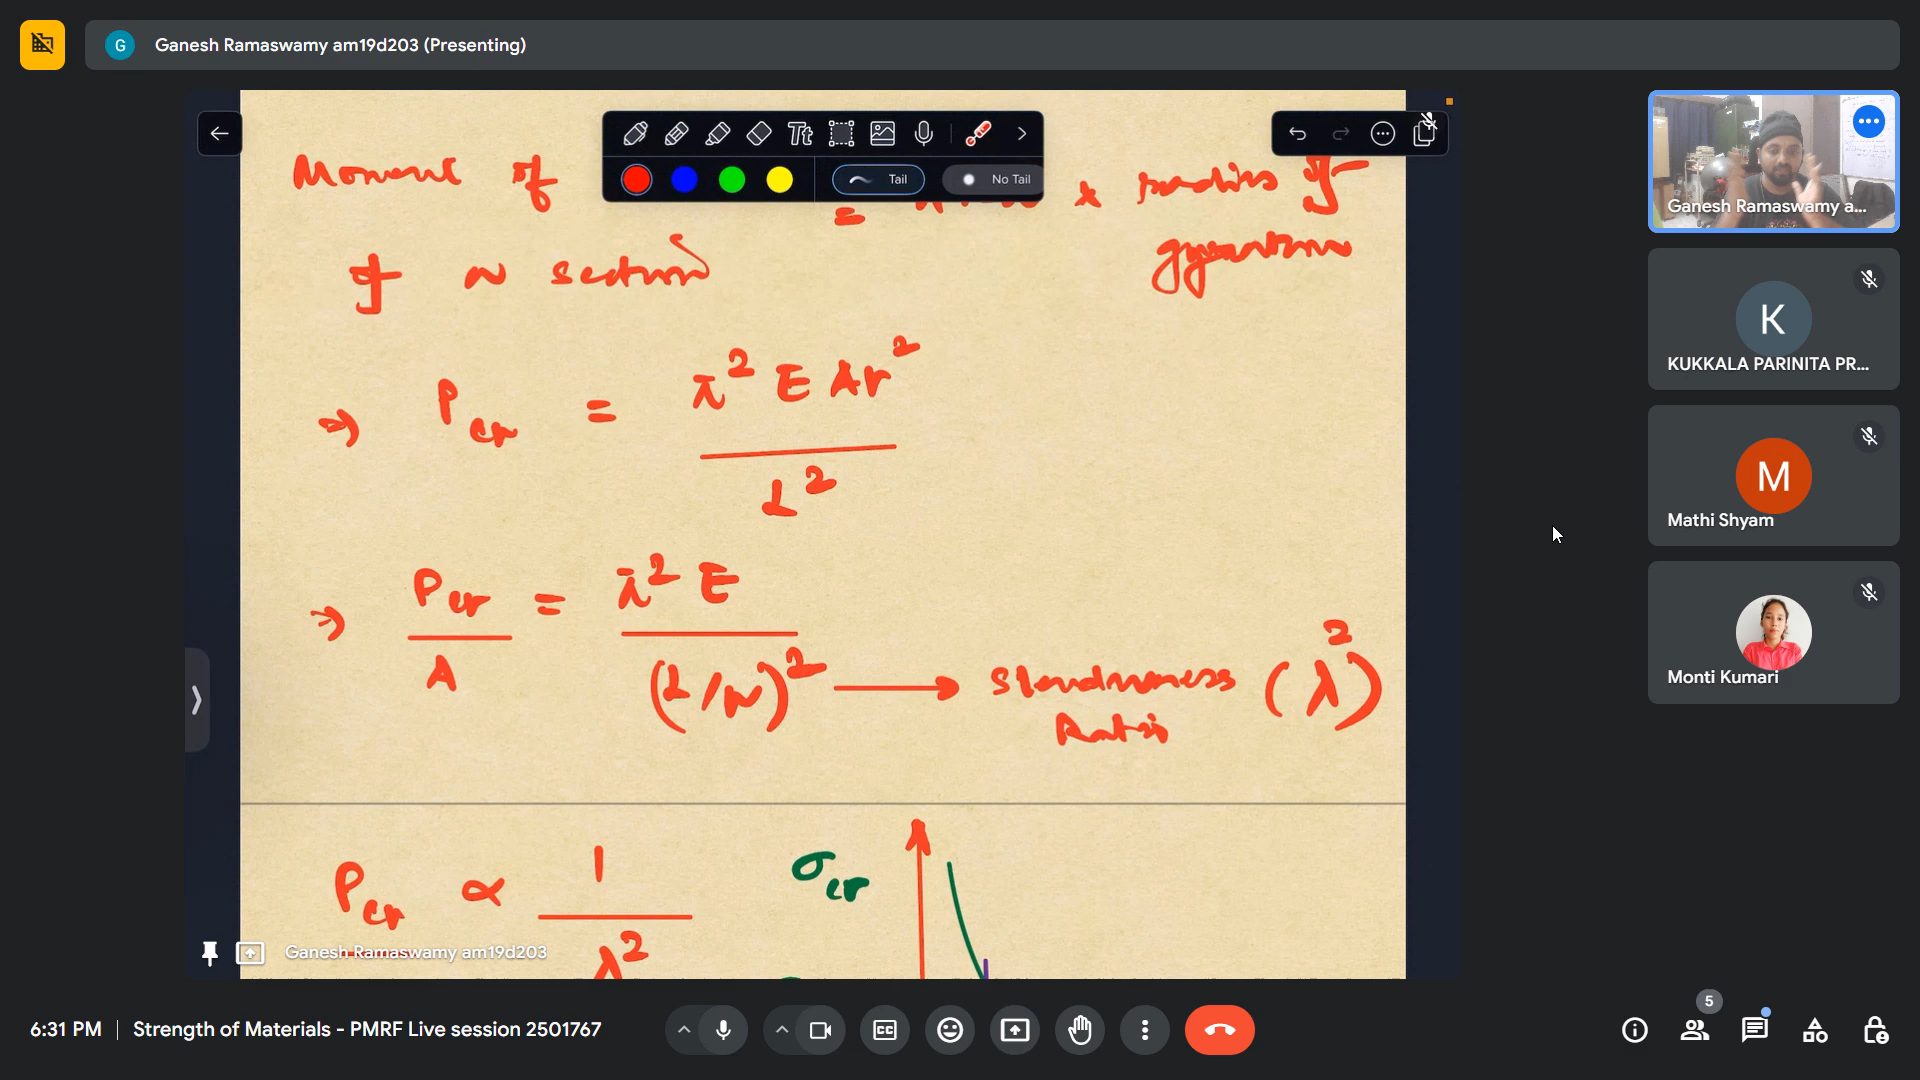 G Ganesh Ramaswamy am19d203 (Presenting)
Tt
Tail
No Tail
Moment of
= × radius of
gyration
of a section
⇒ Pcr = π² E Ar²
L²
⇒ Pcr = π² E
A (L/r)² → Slenderness (λ)²
Ratio
Pcr ∝ 1
λ²
σcr
Ganesh Ramaswamy am19d203
Ganesh Ramaswamy a...
K
KUKKALA PARINITA PR...
M
Mathi Shyam
Monti Kumari
6:31 PM | Strength of Materials - PMRF Live session 2501767
CC
5